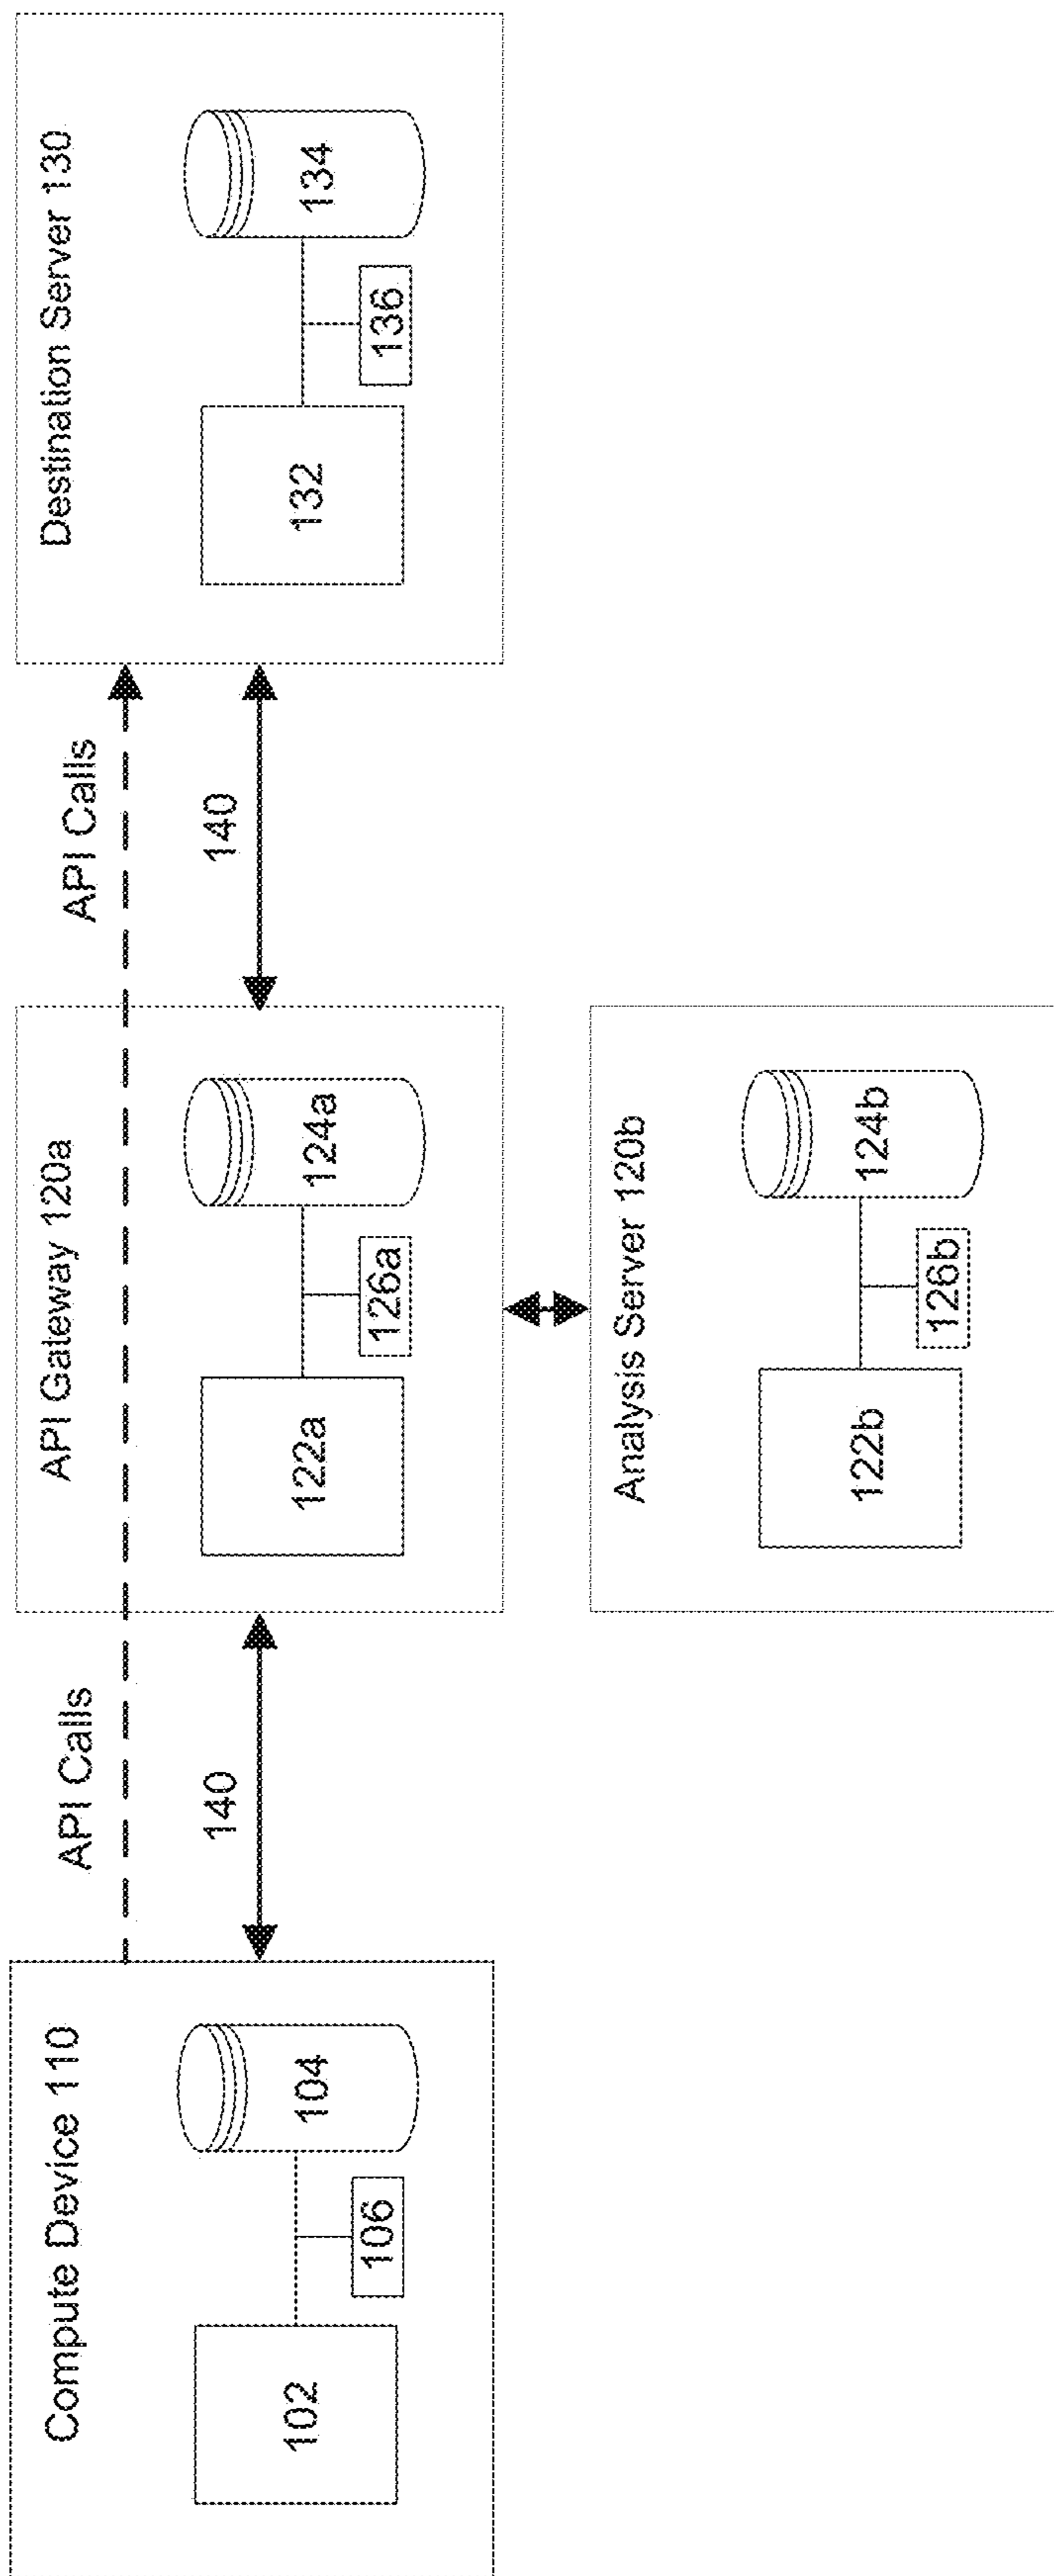 Compute Device 110
102
106
104
API Calls
140
API Gateway 120a
122a
126a
124a
API Calls
140
Destination Server 130
132
136
134
Analysis Server 120b
122b
126b
124b